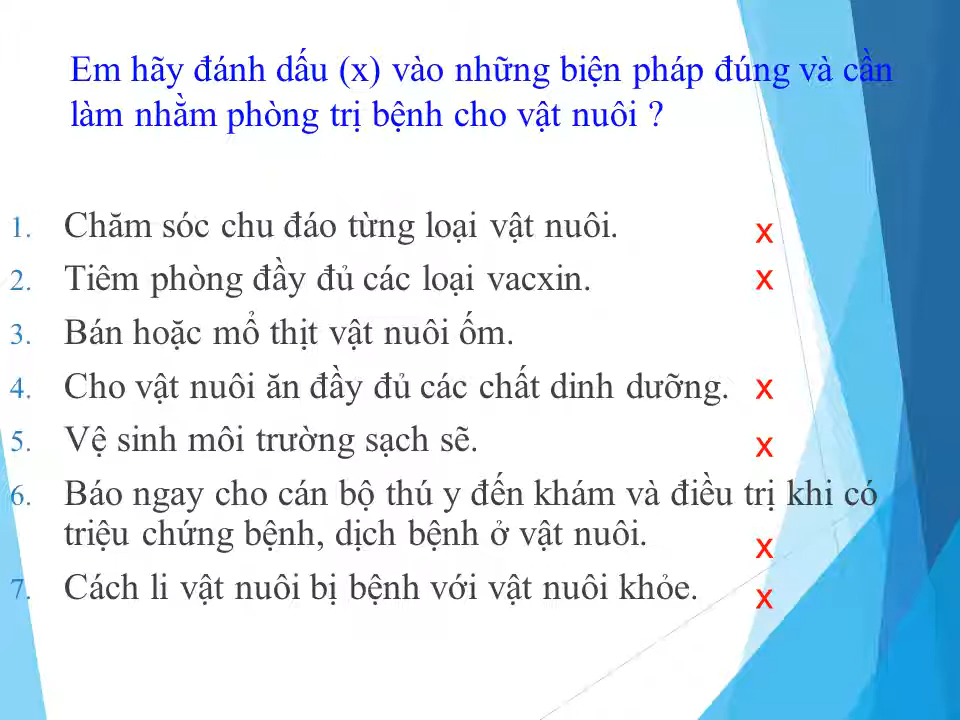 Em hãy đánh dấu (x) vào những biện pháp đúng và cần
làm nhằm phòng trị bệnh cho vật nuôi ?
1. Chăm sóc chu đáo từng loại vật nuôi. x
2. Tiêm phòng đầy đủ các loại vacxin. x
3. Bán hoặc mổ thịt vật nuôi ốm.
4. Cho vật nuôi ăn đầy đủ các chất dinh dưỡng. x
5. Vệ sinh môi trường sạch sẽ. x
6. Báo ngay cho cán bộ thú y đến khám và điều trị khi có
triệu chứng bệnh, dịch bệnh ở vật nuôi. x
7. Cách li vật nuôi bị bệnh với vật nuôi khỏe. x